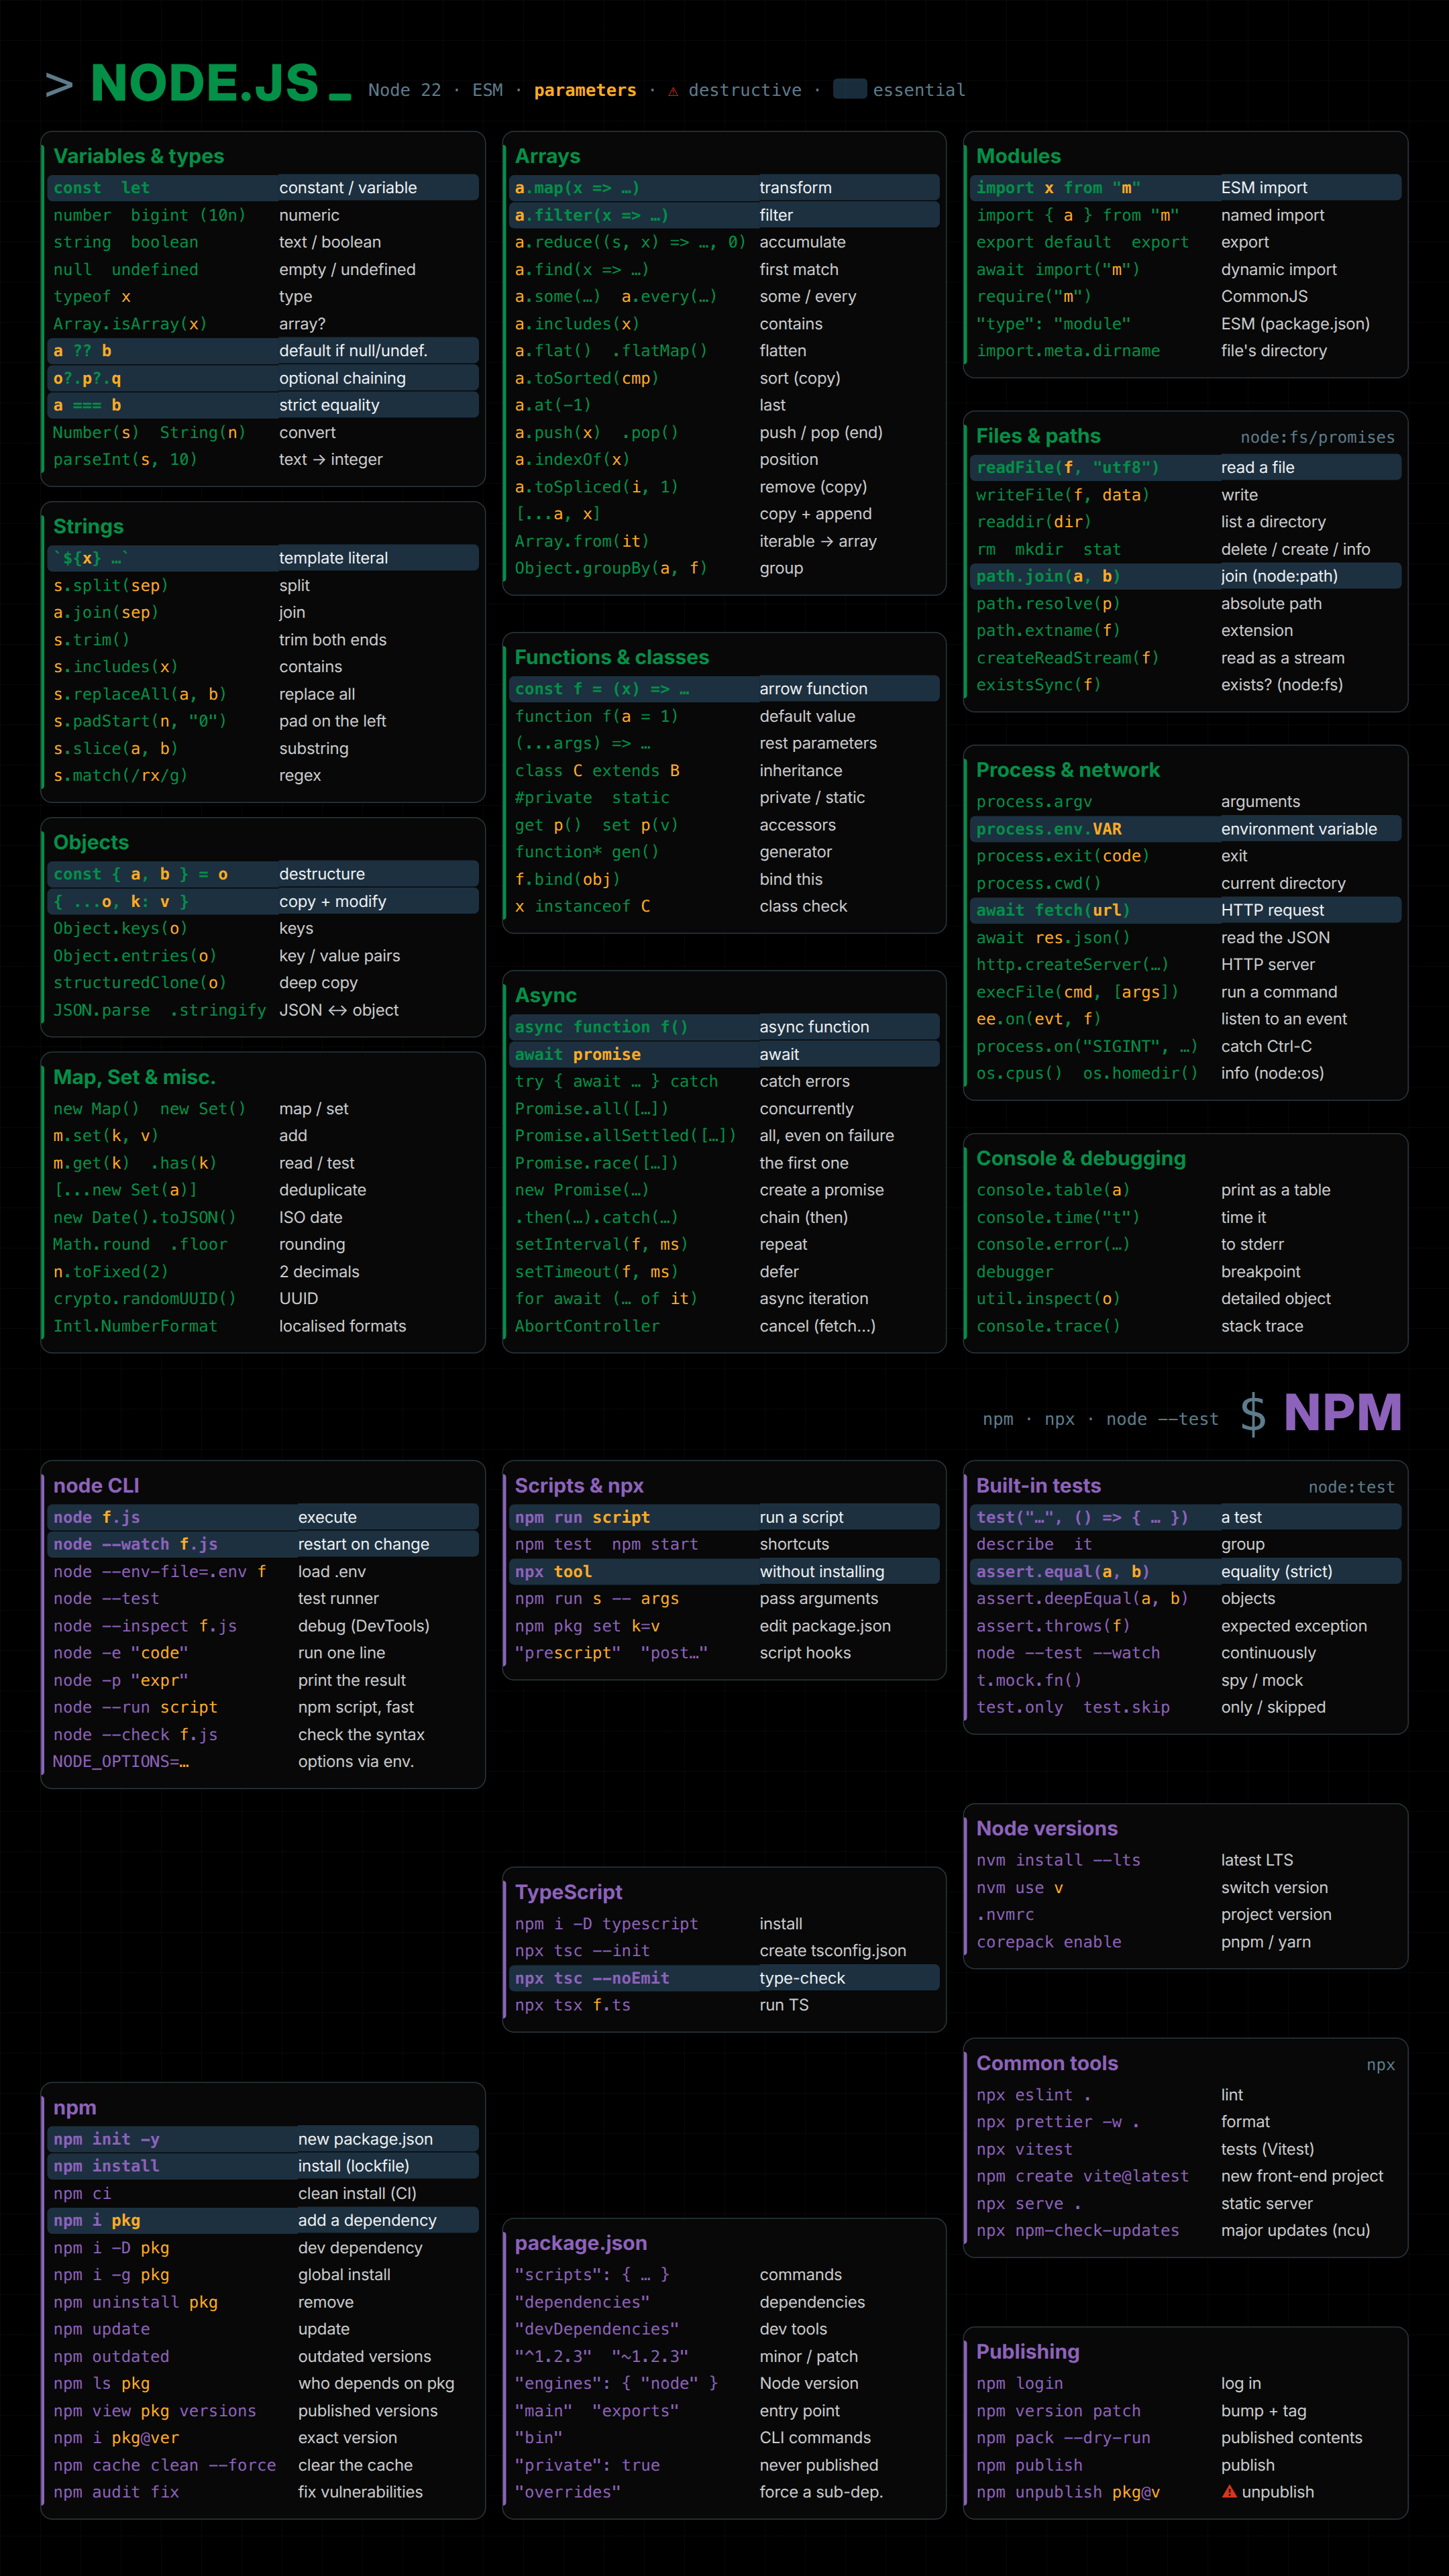 > NODE.JS_ Node 22 · ESM · parameters · ⚠ destructive · essential
Variables & types
const let constant / variable
number bigint (10n) numeric
string boolean text / boolean
null undefined empty / undefined
typeof x type
Array.isArray(x) array?
a ?? b default if null/undef.
o?.p?.q optional chaining
a === b strict equality
Number(s) String(n) convert
parseInt(s, 10) text → integer
Strings
`${x} …` template literal
s.split(sep) split
a.join(sep) join
s.trim() trim both ends
s.includes(x) contains
s.replaceAll(a, b) replace all
s.padStart(n, "0") pad on the left
s.slice(a, b) substring
s.match(/rx/g) regex
Objects
const { a, b } = o destructure
{ ...o, k: v } copy + modify
Object.keys(o) keys
Object.entries(o) key / value pairs
structuredClone(o) deep copy
JSON.parse .stringify JSON ↔ object
Map, Set & misc.
new Map() new Set() map / set
m.set(k, v) add
m.get(k) .has(k) read / test
[...new Set(a)] deduplicate
new Date().toJSON() ISO date
Math.round .floor rounding
n.toFixed(2) 2 decimals
crypto.randomUUID() UUID
Intl.NumberFormat localised formats
Arrays
a.map(x => …) transform
a.filter(x => …) filter
a.reduce((s, x) => …, 0) accumulate
a.find(x => …) first match
a.some(…) a.every(…) some / every
a.includes(x) contains
a.flat() .flatMap() flatten
a.toSorted(cmp) sort (copy)
a.at(-1) last
a.push(x) .pop() push / pop (end)
a.indexOf(x) position
a.toSpliced(i, 1) remove (copy)
[...a, x] copy + append
Array.from(it) iterable → array
Object.groupBy(a, f) group
Functions & classes
const f = (x) => … arrow function
function f(a = 1) default value
(...args) => … rest parameters
class C extends B inheritance
#private static private / static
get p() set p(v) accessors
function* gen() generator
f.bind(obj) bind this
x instanceof C class check
Async
async function f() async function
await promise await
try { await … } catch catch errors
Promise.all([…]) concurrently
Promise.allSettled([…]) all, even on failure
Promise.race([…]) the first one
new Promise(…) create a promise
.then(…).catch(…) chain (then)
setInterval(f, ms) repeat
setTimeout(f, ms) defer
for await (… of it) async iteration
AbortController cancel (fetch…)
Modules
import x from "m" ESM import
import { a } from "m" named import
export default export export
await import("m") dynamic import
require("m") CommonJS
"type": "module" ESM (package.json)
import.meta.dirname file's directory
Files & paths node:fs/promises
readFile(f, "utf8") read a file
writeFile(f, data) write
readdir(dir) list a directory
rm mkdir stat delete / create / info
path.join(a, b) join (node:path)
path.resolve(p) absolute path
path.extname(f) extension
createReadStream(f) read as a stream
existsSync(f) exists? (node:fs)
Process & network
process.argv arguments
process.env.VAR environment variable
process.exit(code) exit
process.cwd() current directory
await fetch(url) HTTP request
await res.json() read the JSON
http.createServer(…) HTTP server
execFile(cmd, [args]) run a command
ee.on(evt, f) listen to an event
process.on("SIGINT", …) catch Ctrl-C
os.cpus() os.homedir() info (node:os)
Console & debugging
console.table(a) print as a table
console.time("t") time it
console.error(…) to stderr
debugger breakpoint
util.inspect(o) detailed object
console.trace() stack trace
npm · npx · node --test $ NPM
node CLI
node f.js execute
node --watch f.js restart on change
node --env-file=.env f load .env
node --test test runner
node --inspect f.js debug (DevTools)
node -e "code" run one line
node -p "expr" print the result
node --run script npm script, fast
node --check f.js check the syntax
NODE_OPTIONS=… options via env.
npm
npm init -y new package.json
npm install install (lockfile)
npm ci clean install (CI)
npm i pkg add a dependency
npm i -D pkg dev dependency
npm i -g pkg global install
npm uninstall pkg remove
npm update update
npm outdated outdated versions
npm ls pkg who depends on pkg
npm view pkg versions published versions
npm i pkg@ver exact version
npm cache clean --force clear the cache
npm audit fix fix vulnerabilities
Scripts & npx
npm run script run a script
npm test npm start shortcuts
npx tool without installing
npm run s -- args pass arguments
npm pkg set k=v edit package.json
"prescript" "post…" script hooks
TypeScript
npm i -D typescript install
npx tsc --init create tsconfig.json
npx tsc --noEmit type-check
npx tsx f.ts run TS
package.json
"scripts": { … } commands
"dependencies" dependencies
"devDependencies" dev tools
"^1.2.3" "~1.2.3" minor / patch
"engines": { "node" } Node version
"main" "exports" entry point
"bin" CLI commands
"private": true never published
"overrides" force a sub-dep.
Built-in tests node:test
test("…", () => { … }) a test
describe it group
assert.equal(a, b) equality (strict)
assert.deepEqual(a, b) objects
assert.throws(f) expected exception
node --test --watch continuously
t.mock.fn() spy / mock
test.only test.skip only / skipped
Node versions
nvm install --lts latest LTS
nvm use v switch version
.nvmrc project version
corepack enable pnpm / yarn
Common tools npx
npx eslint . lint
npx prettier -w . format
npx vitest tests (Vitest)
npm create vite@latest new front-end project
npx serve . static server
npx npm-check-updates major updates (ncu)
Publishing
npm login log in
npm version patch bump + tag
npm pack --dry-run published contents
npm publish publish
npm unpublish pkg@v ⚠ unpublish